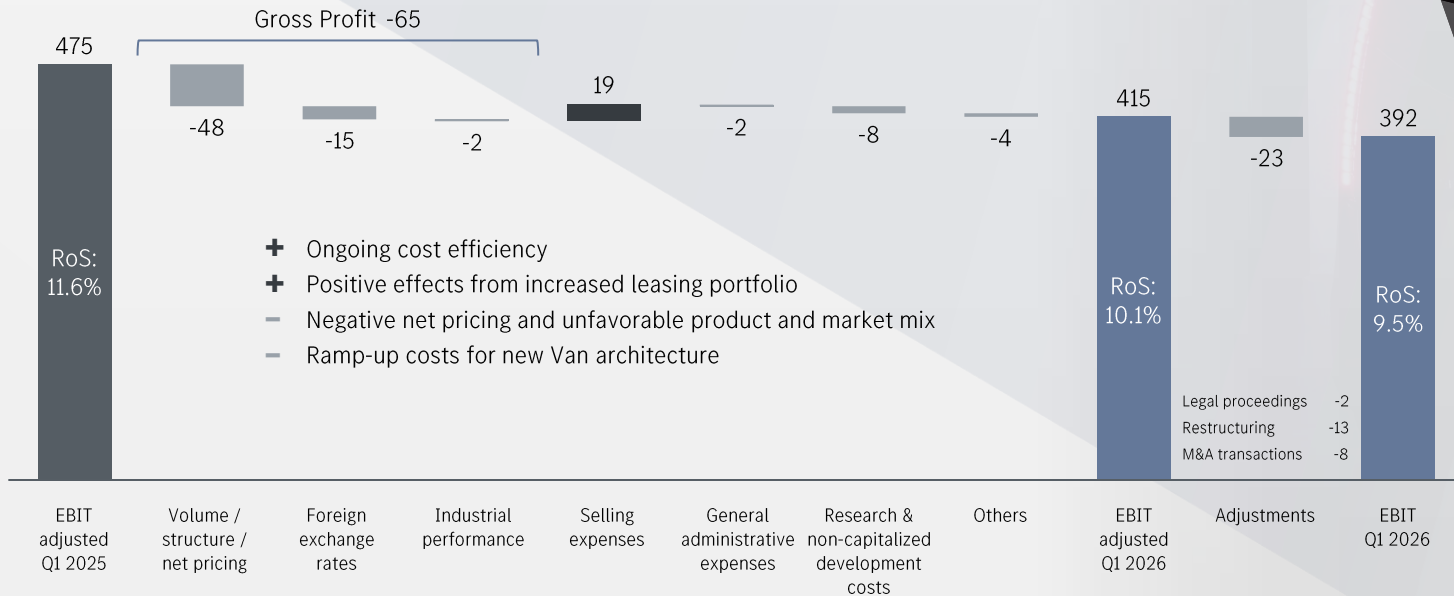 Gross Profit -65
475
-48
-15
-2
19
-2
-8
-4
415
-23
392
RoS:
11.6%
+ Ongoing cost efficiency
+ Positive effects from increased leasing portfolio
– Negative net pricing and unfavorable product and market mix
– Ramp-up costs for new Van architecture
RoS:
10.1%
RoS:
9.5%
Legal proceedings -2
Restructuring -13
M&A transactions -8
EBIT
adjusted
Q1 2025
Volume /
structure /
net pricing
Foreign
exchange
rates
Industrial
performance
Selling
expenses
General
administrative
expenses
Research &
non-capitalized
development
costs
Others
EBIT
adjusted
Q1 2026
Adjustments
EBIT
Q1 2026